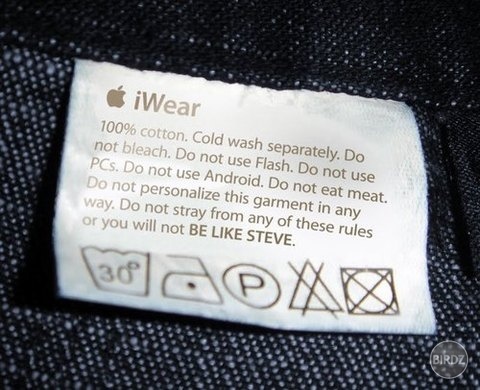 iWear
100% cotton. Cold wash separately. Do
not bleach. Do not use Flash. Do not use
PCs. Do not use Android. Do not eat meat.
Do not personalize this garment in any
way. Do not stray from any of these rules
or you will not BE LIKE STEVE.
30°
P
BIRDZ